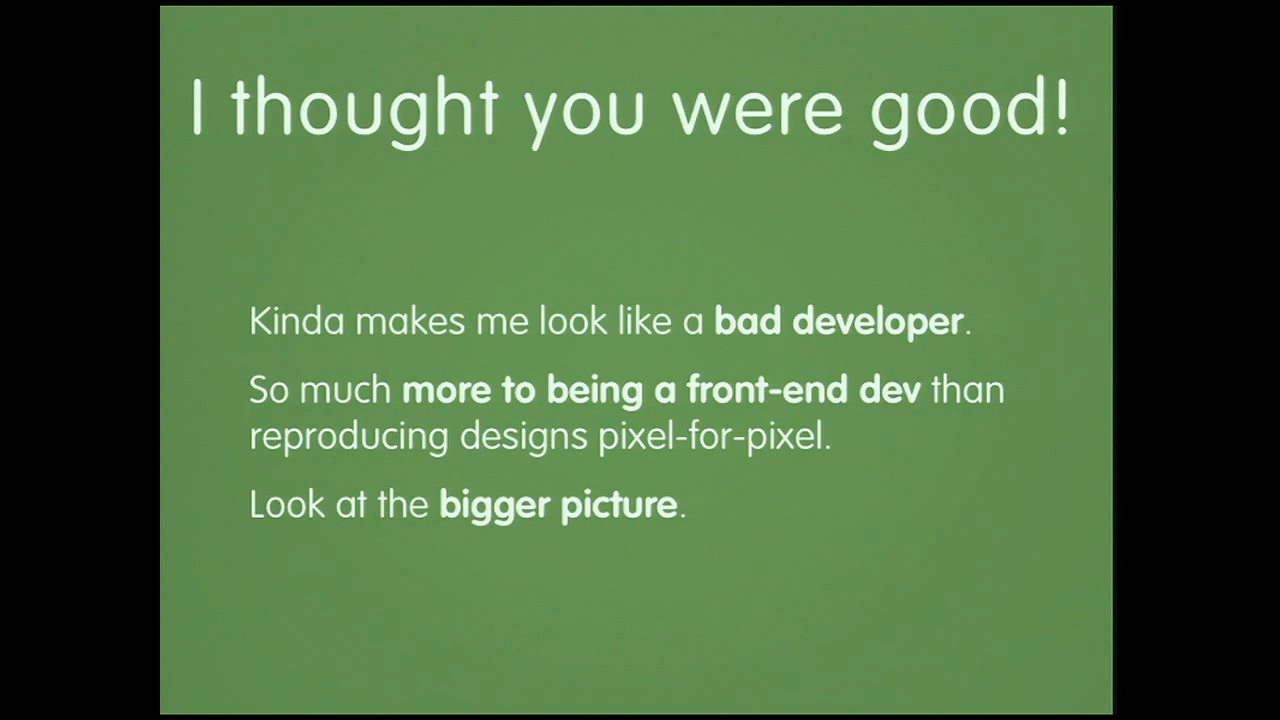 I thought you were good!
Kinda makes me look like a bad developer.
So much more to being a front-end dev than
reproducing designs pixel-for-pixel.
Look at the bigger picture.